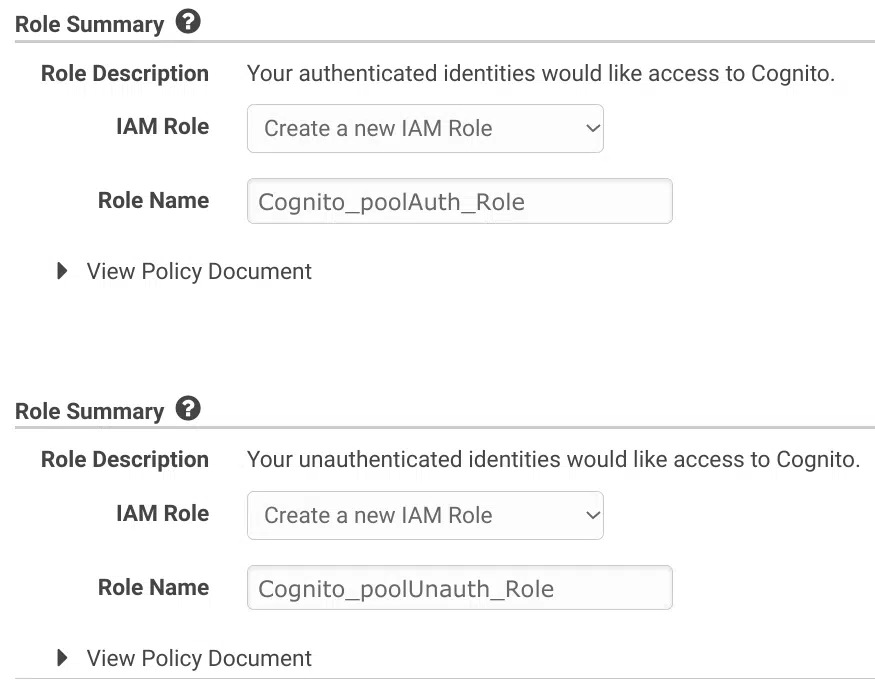 Role Summary ?
Role Description Your authenticated identities would like access to Cognito.
IAM Role Create a new IAM Role
Role Name Cognito_poolAuth_Role
View Policy Document
Role Summary ?
Role Description Your unauthenticated identities would like access to Cognito.
IAM Role Create a new IAM Role
Role Name Cognito_poolUnauth_Role
View Policy Document